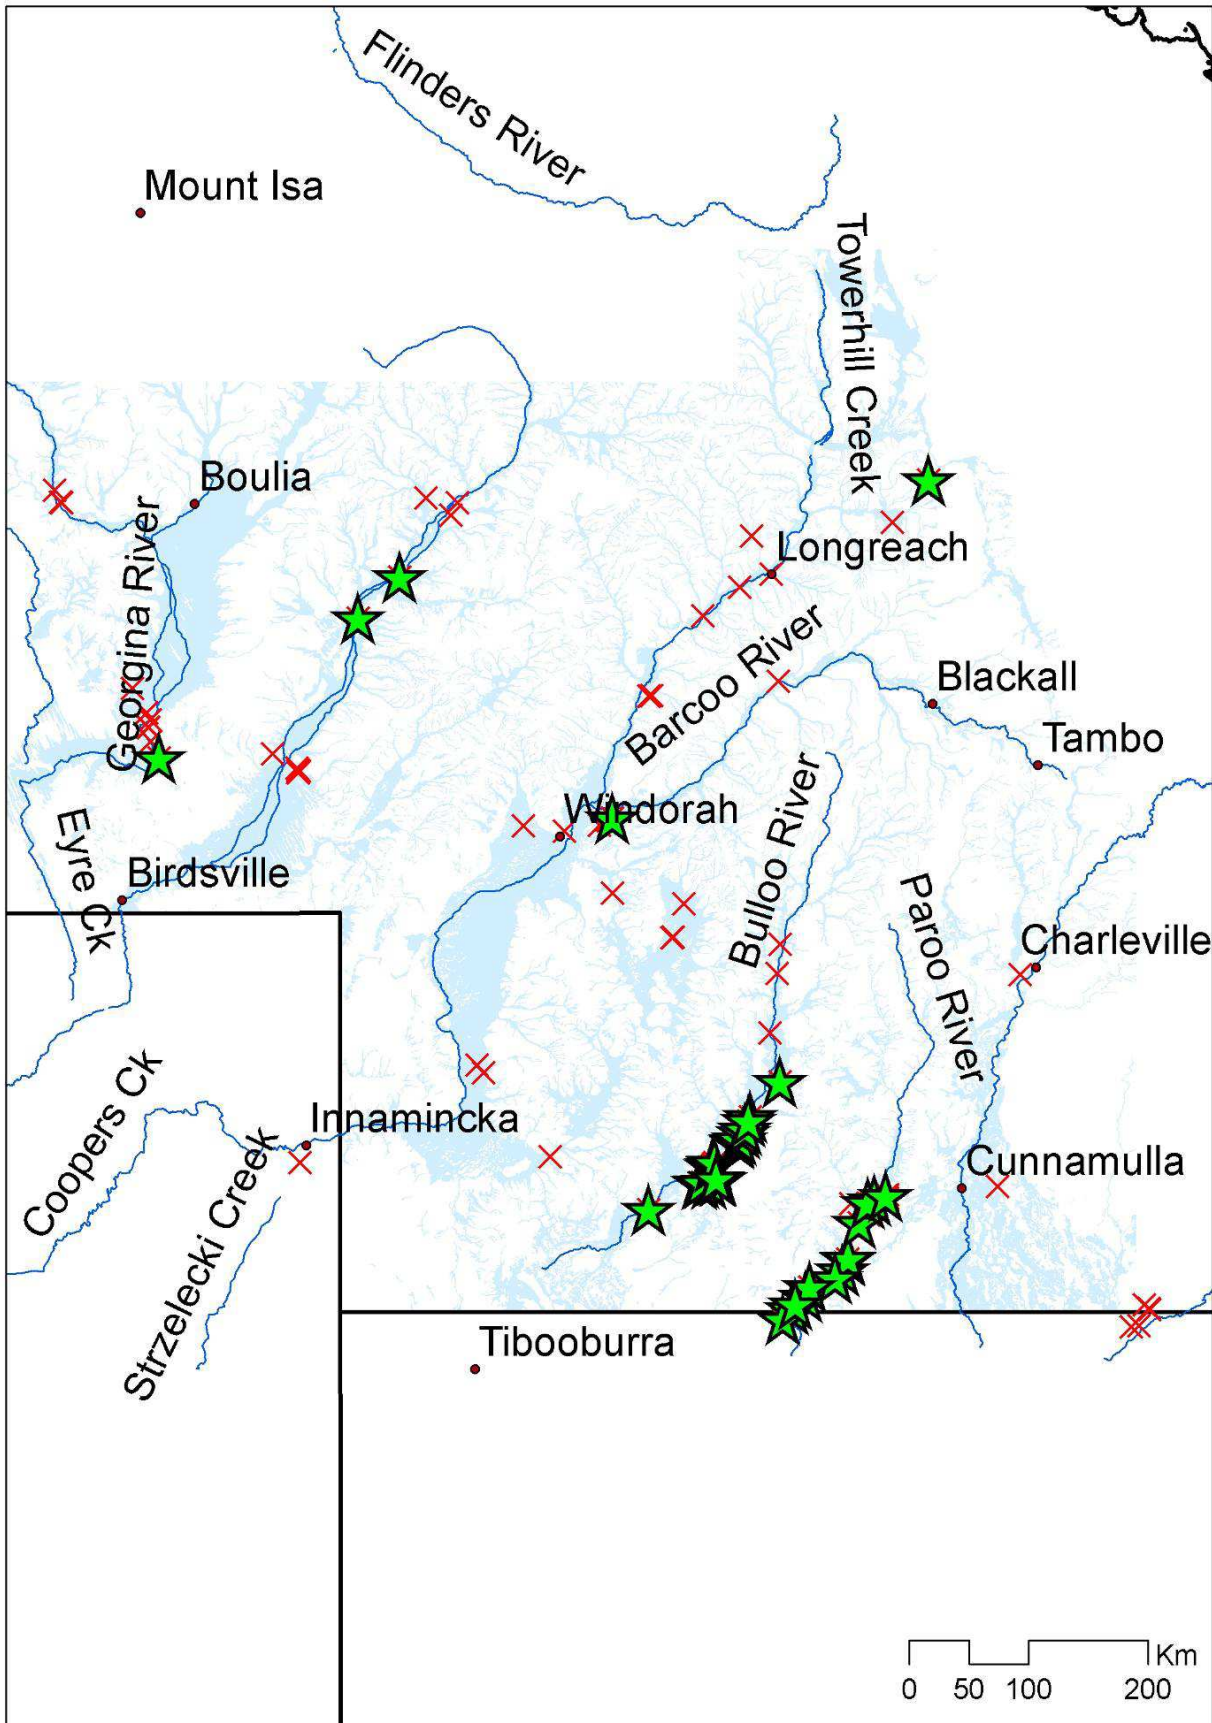 Flinders River
Mount Isa
Towerhill Creek
Boulia
Georgina River
Longreach
Barcoo River
Blackall
Tambo
Windorah
Bulloo River
Eyre Ck
Birdsville
Paroo River
Charleville
Coopers Ck
Innamincka
Strzelecki Creek
Cunnamulla
Tibooburra
Km
0 50 100 200